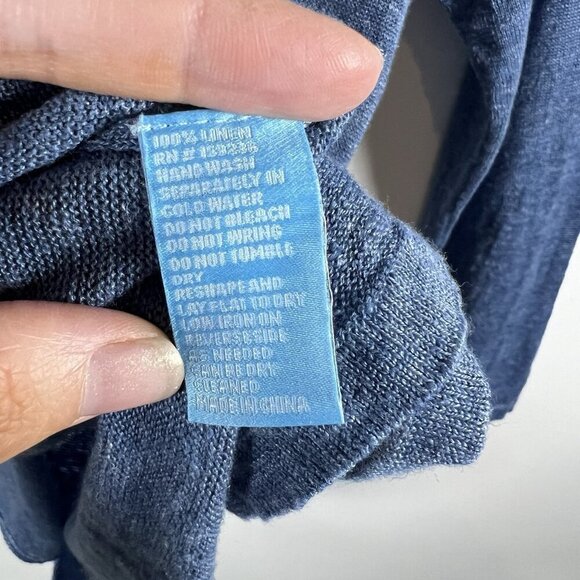 100% LINEN
RN # 159236
HAND WASH
SEPARATELY IN
COLD WATER
DO NOT BLEACH
DO NOT WRING
DO NOT TUMBLE
DRY
RESHAPE AND
LAY FLAT TO DRY
LOW IRON ON
REVERSE SIDE
AS NEEDED
CAN BE DRY
CLEANED
MADE IN CHINA